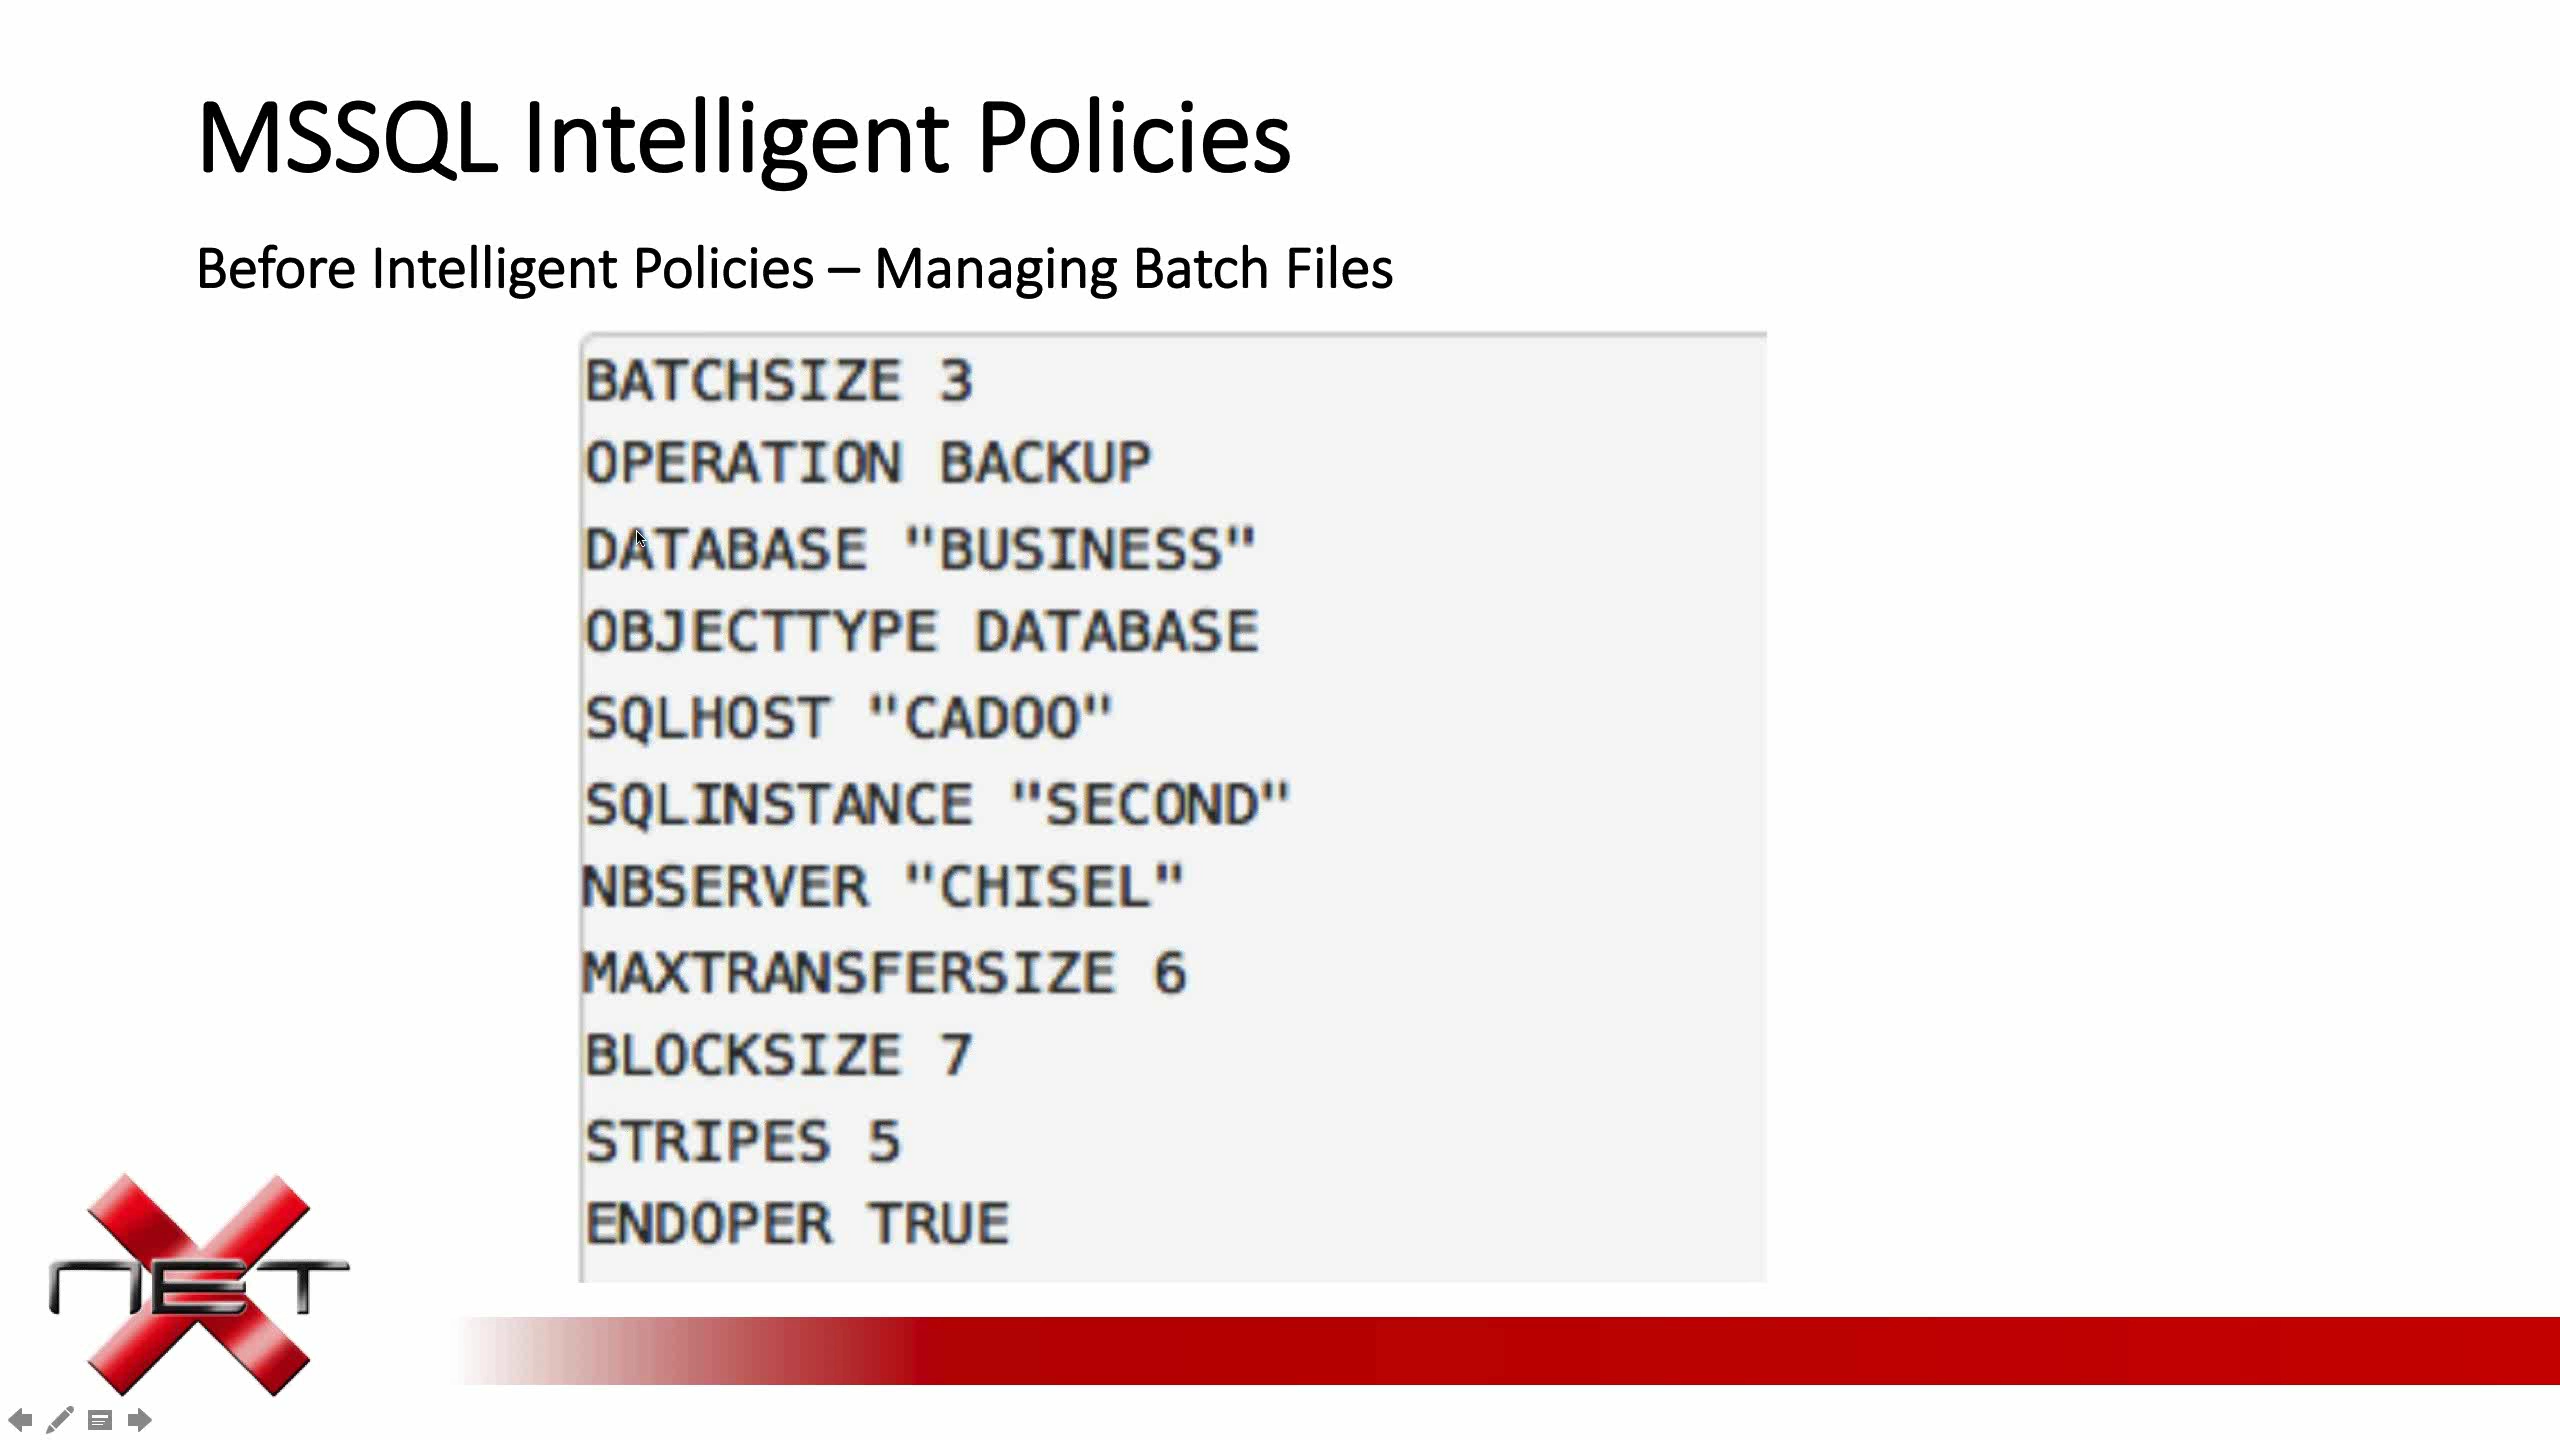 MSSQL Intelligent Policies
Before Intelligent Policies – Managing Batch Files
BATCHSIZE 3
OPERATION BACKUP
DATABASE "BUSINESS"
OBJECTTYPE DATABASE
SQLHOST "CADOO"
SQLINSTANCE "SECOND"
NBSERVER "CHISEL"
MAXTRANSFERSIZE 6
BLOCKSIZE 7
STRIPES 5
ENDOPER TRUE
NET